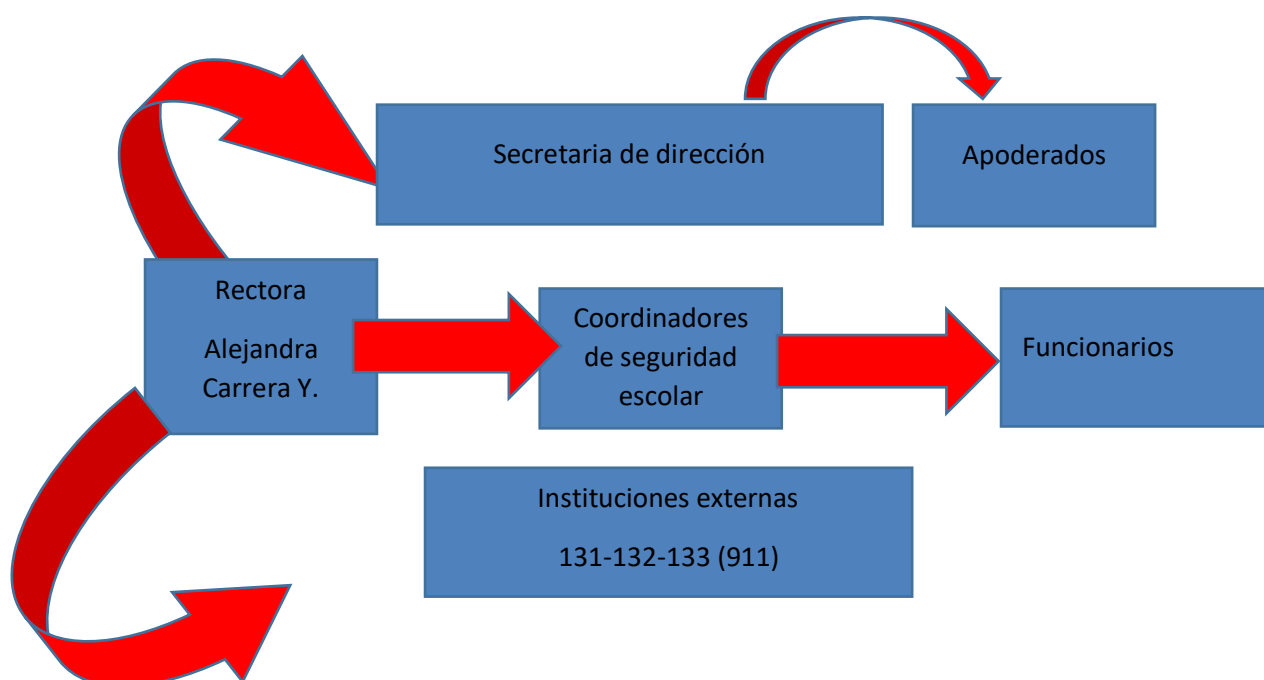 Secretaria de dirección
Apoderados
Rectora
Alejandra
Carrera Y.
Coordinadores
de seguridad
escolar
Funcionarios
Instituciones externas
131-132-133 (911)